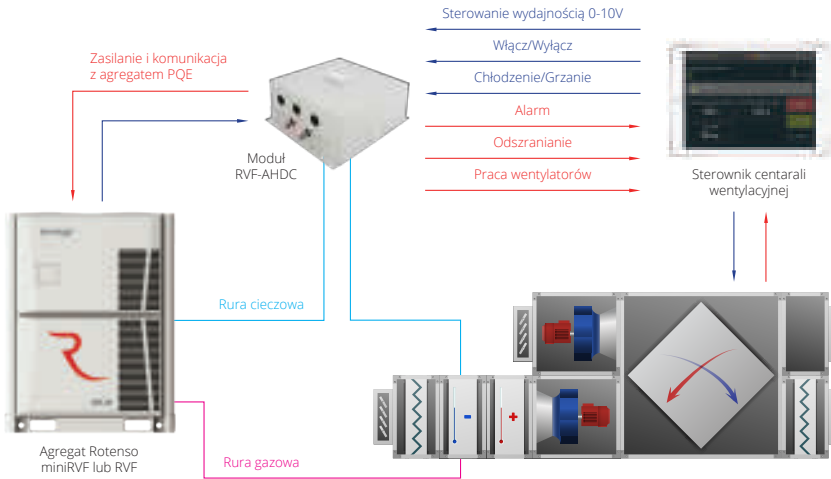 Sterowanie wydajnością 0-10V
Włącz/Wyłącz
Chłodzenie/Grzanie
Alarm
Odszranianie
Praca wentylatorów
Zasilanie i komunikacja
z agregatem PQE
Moduł
RVF-AHDC
Sterownik centarali
wentylacyjnej
Rura cieczowa
Rura gazowa
Agregat Rotenso
miniRVF lub RVF